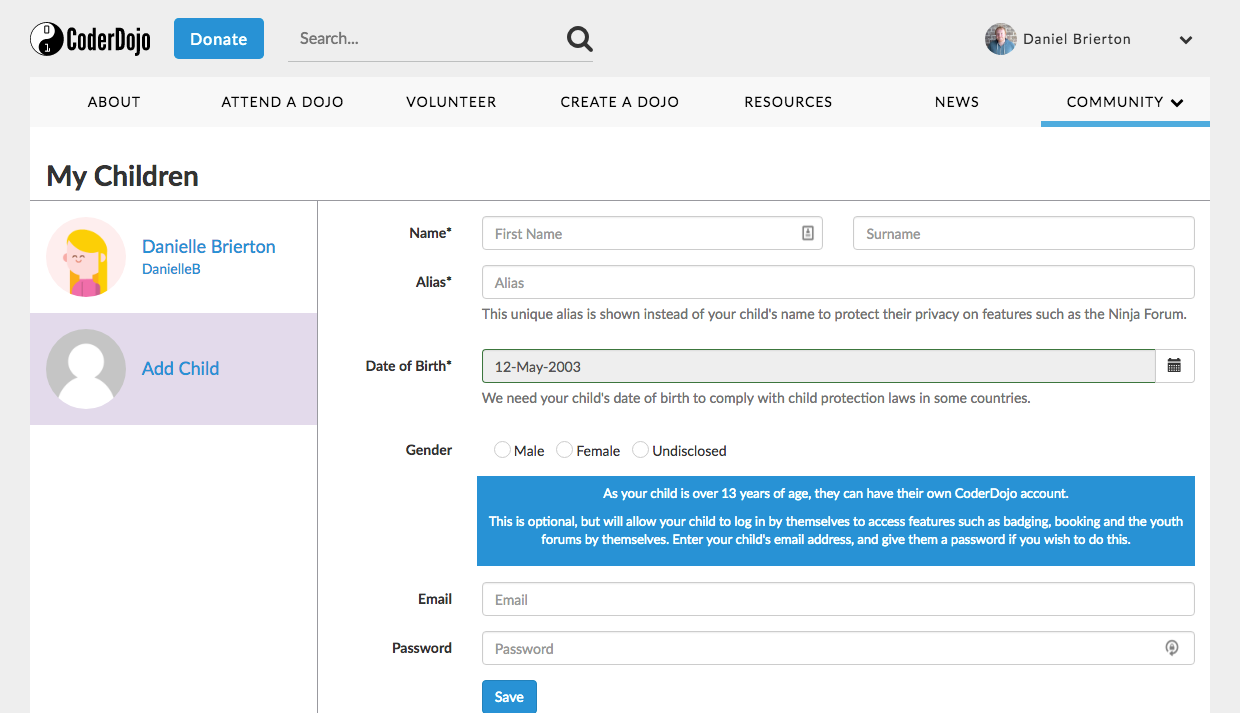 CoderDojo
Donate
Search...
Daniel Brierton
ABOUT
ATTEND A DOJO
VOLUNTEER
CREATE A DOJO
RESOURCES
NEWS
COMMUNITY
My Children
Danielle Brierton
DanielleB
Add Child
Name*
First Name
Surname
Alias*
Alias
This unique alias is shown instead of your child's name to protect their privacy on features such as the Ninja Forum.
Date of Birth*
12-May-2003
We need your child's date of birth to comply with child protection laws in some countries.
Gender
Male
Female
Undisclosed
As your child is over 13 years of age, they can have their own CoderDojo account.
This is optional, but will allow your child to log in by themselves to access features such as badging, booking and the youth
forums by themselves. Enter your child's email address, and give them a password if you wish to do this.
Email
Email
Password
Password
Save